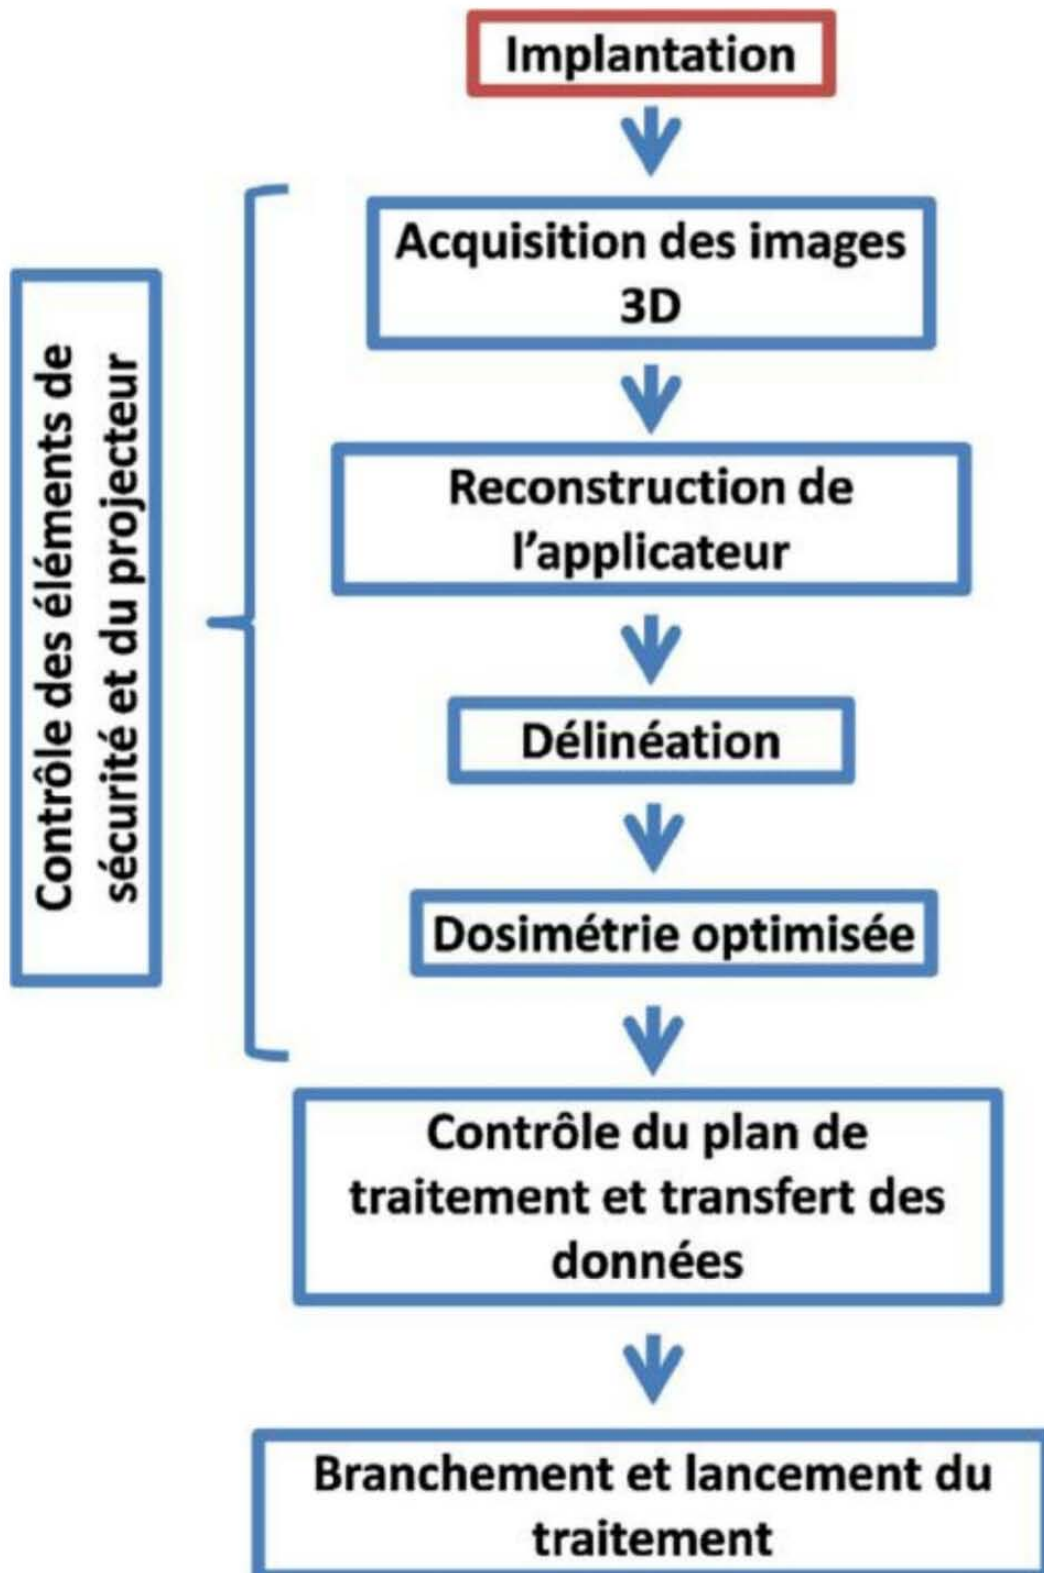 Implantation
Acquisition des images
3D
Reconstruction de
l’applicateur
Délinéation
Dosimétrie optimisée
Contrôle du plan de
traitement et transfert des
données
Branchement et lancement du
traitement
Contrôle des éléments de
sécurité et du projecteur